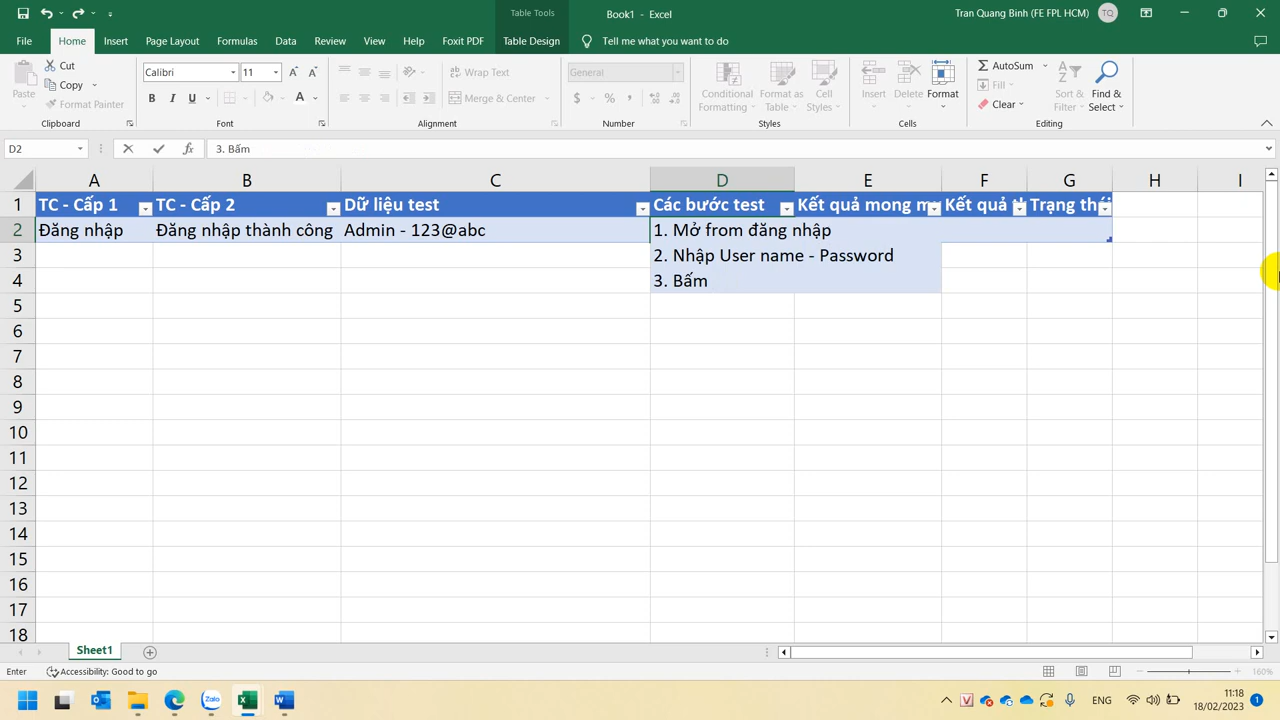 Table Tools
Book1 - Excel
Tran Quang Binh (FE FPL HCM)
TQ
File
Home
Insert
Page Layout
Formulas
Data
Review
View
Help
Foxit PDF
Table Design
Tell me what you want to do
Paste
Cut
Copy
Format Painter
Clipboard
Calibri
11
B I U
Font
Wrap Text
Merge & Center
Alignment
General
$ % ,
Number
Conditional Formatting
Format as Table
Cell Styles
Styles
Insert
Delete
Format
Cells
AutoSum
Fill
Clear
Sort & Filter
Find & Select
Editing
D2
fx
3. Bấm
A B C D E F G H I
1 TC - Cấp 1 TC - Cấp 2 Dữ liệu test Các bước test Kết quả mong m Kết quả t Trạng thái
2 Đăng nhập Đăng nhập thành công Admin - 123@abc 1. Mở from đăng nhập
3 2. Nhập User name - Password
4 3. Bấm
5
6
7
8
9
10
11
12
13
14
15
16
17
18
Sheet1
Enter
Accessibility: Good to go
160%
ENG
11:18
18/02/2023
1